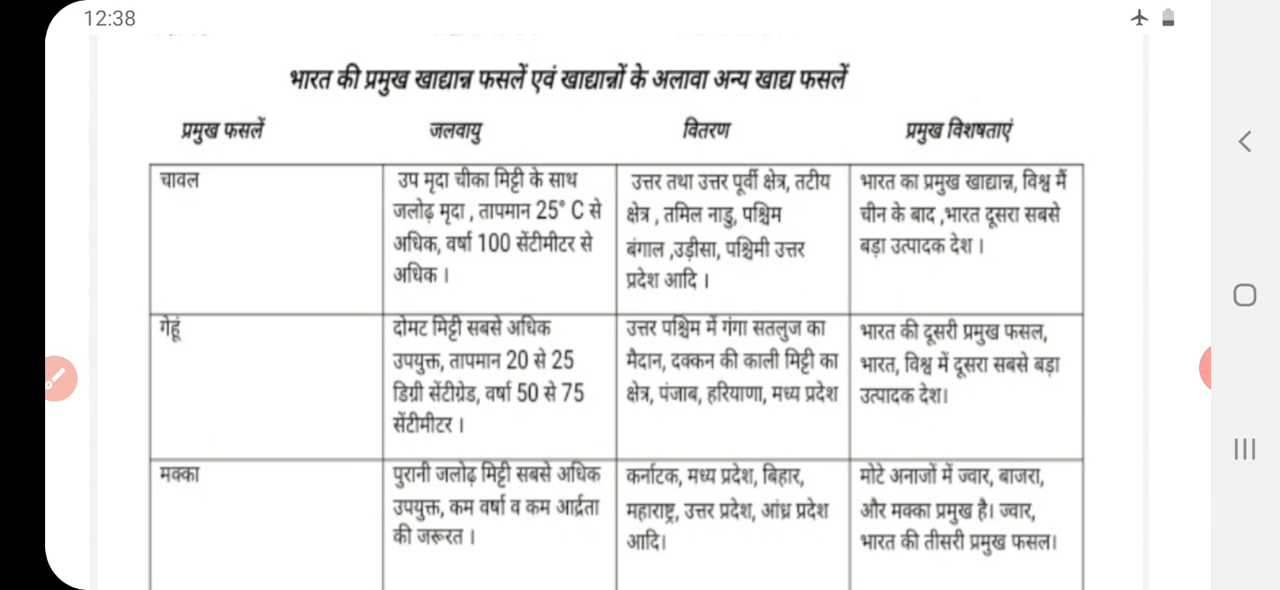 12:38
भारत की प्रमुख खाद्यान्न फसलें एवं खाद्यान्नों के अलावा अन्य खाद्य फसलें
प्रमुख फसलें जलवायु वितरण प्रमुख विशषताएं
चावल
उप मृदा चीका मिट्टी के साथ
जलोढ़ मृदा , तापमान 25° C से
अधिक, वर्षा 100 सेंटीमीटर से
अधिक ।
उत्तर तथा उत्तर पूर्वी क्षेत्र, तटीय
क्षेत्र , तमिल नाडु, पश्चिम
बंगाल ,उड़ीसा, पश्चिमी उत्तर
प्रदेश आदि ।
भारत का प्रमुख खाद्यान्न, विश्व मैं
चीन के बाद ,भारत दूसरा सबसे
बड़ा उत्पादक देश ।
गेहूं
दोमट मिट्टी सबसे अधिक
उपयुक्त, तापमान 20 से 25
डिग्री सेंटीग्रेड, वर्षा 50 से 75
सेंटीमीटर ।
उत्तर पश्चिम में गंगा सतलुज का
मैदान, दक्कन की काली मिट्टी का
क्षेत्र, पंजाब, हरियाणा, मध्य प्रदेश
भारत की दूसरी प्रमुख फसल,
भारत, विश्व में दूसरा सबसे बड़ा
उत्पादक देश।
मक्का
पुरानी जलोढ़ मिट्टी सबसे अधिक
उपयुक्त, कम वर्षा व कम आर्द्रता
की जरूरत ।
कर्नाटक, मध्य प्रदेश, बिहार,
महाराष्ट्र, उत्तर प्रदेश, आंध्र प्रदेश
आदि।
मोटे अनाजों में ज्वार, बाजरा,
और मक्का प्रमुख है। ज्वार,
भारत की तीसरी प्रमुख फसल।